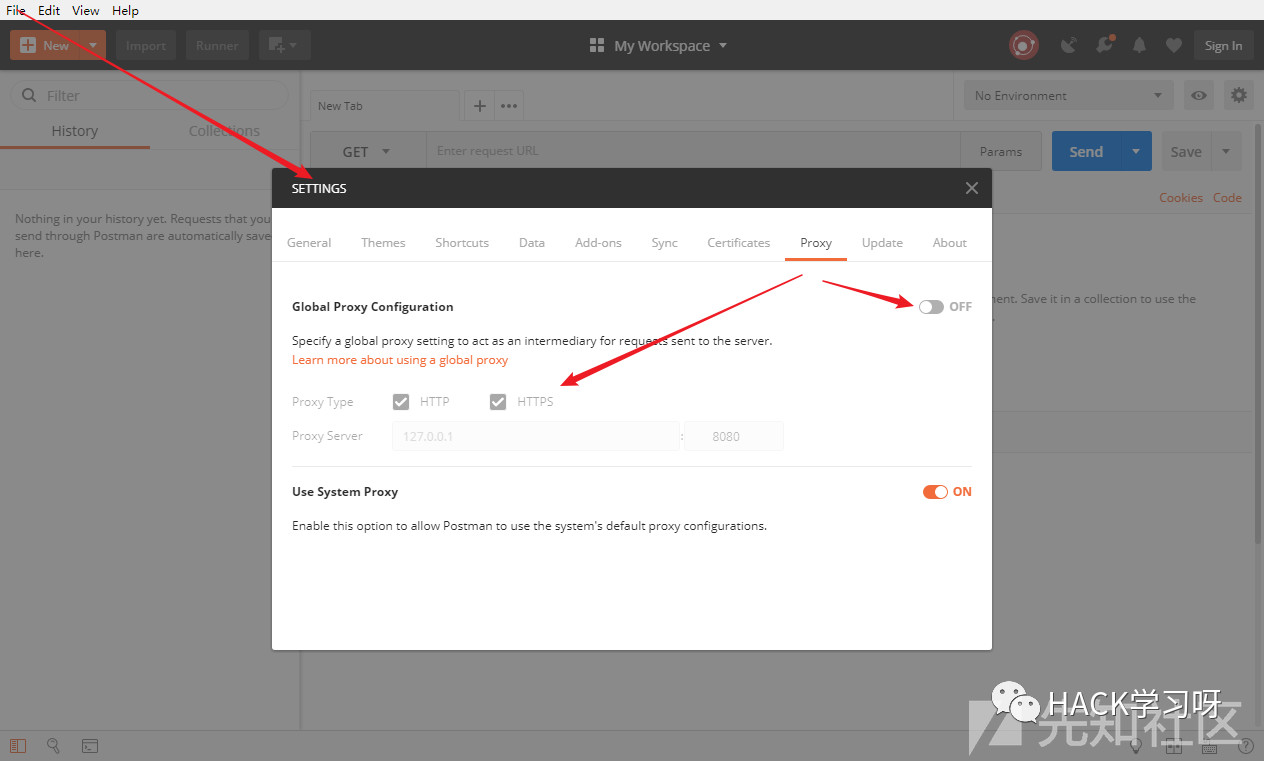 File Edit View Help
New Import Runner My Workspace Sign In
Filter New Tab No Environment
History Collections
GET Enter request URL Params Send Save
SETTINGS
Cookies Code
Nothing in your history yet. Requests that you
send through Postman are automatically save
here.
General Themes Shortcuts Data Add-ons Sync Certificates Proxy Update About
Global Proxy Configuration OFF
nent. Save it in a collection to use the
Specify a global proxy setting to act as an intermediary for requests sent to the server.
Learn more about using a global proxy
Proxy Type HTTP HTTPS
Proxy Server 127.0.0.1 : 8080
Use System Proxy ON
Enable this option to allow Postman to use the system's default proxy configurations.
HACK学习呀
先知社区